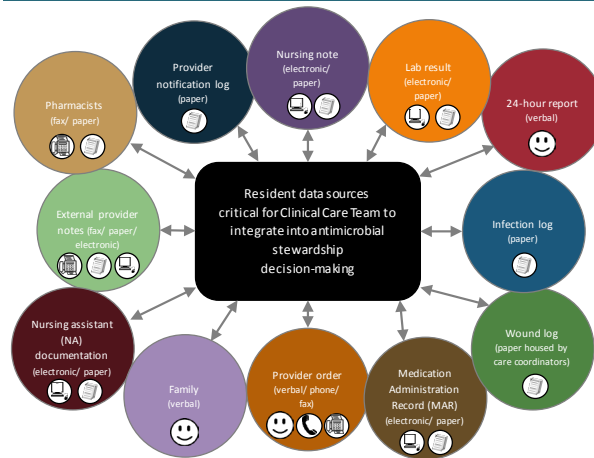 Nursing note
(electronic/
paper)
Lab result
(electronic/
paper)
24-hour report
(verbal)
Infection log
(paper)
Wound log
(paper housed by
care coordinators)
Medication
Administration
Record (MAR)
(electronic/ paper)
Provider order
(verbal/ phone/
fax)
Family
(verbal)
Nursing assistant
(NA)
documentation
(electronic/ paper)
External provider
notes (fax/ paper/
electronic)
Pharmacists
(fax/ paper)
Provider
notification log
(paper)
Resident data sources
critical for Clinical Care Team to
integrate into antimicrobial
stewardship
decision-making